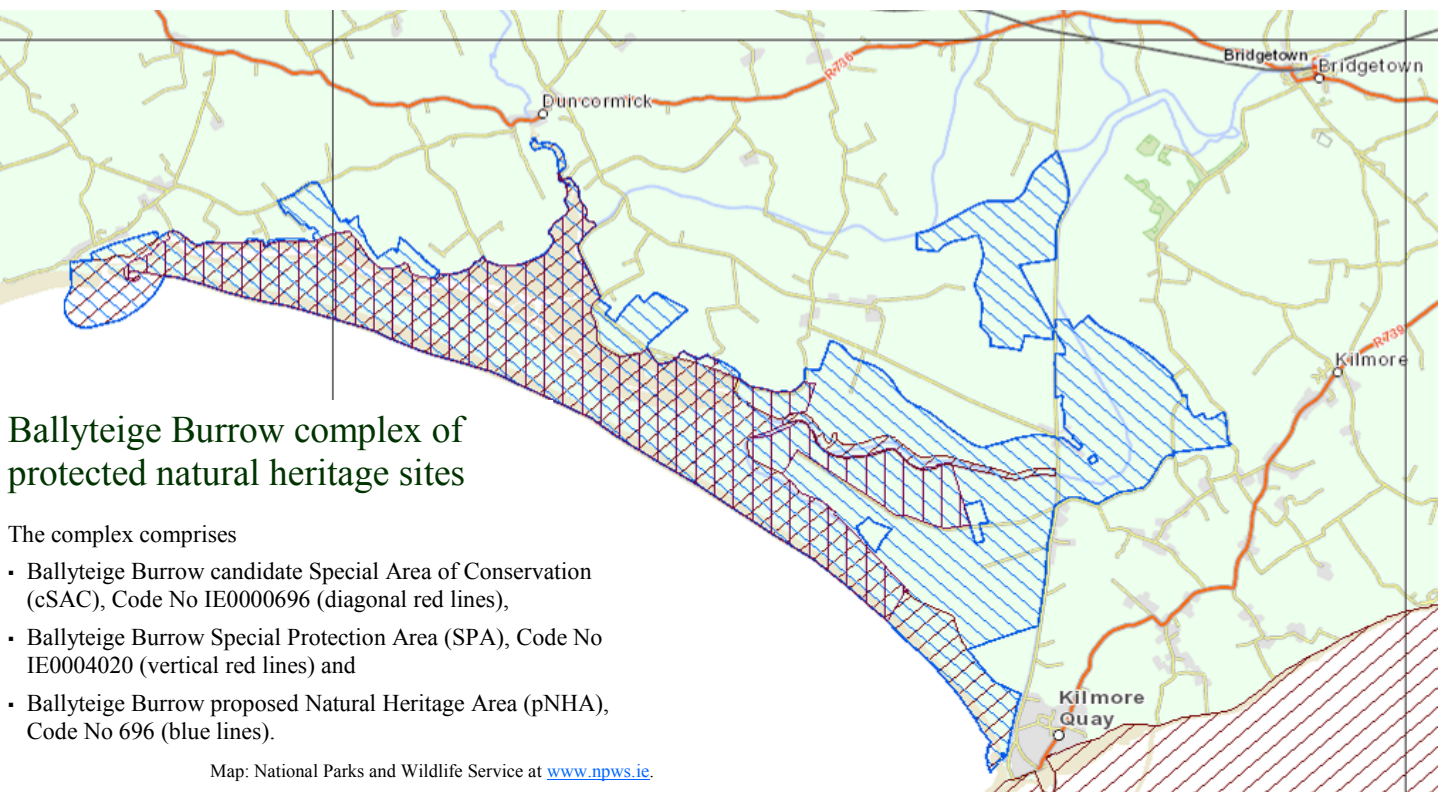 Bridgetown
Bridgetown
R-736
Duncormick
R-739
Kilmore
Ballyteige Burrow complex of
protected natural heritage sites
The complex comprises
▪ Ballyteige Burrow candidate Special Area of Conservation
(cSAC), Code No IE0000696 (diagonal red lines),
▪ Ballyteige Burrow Special Protection Area (SPA), Code No
IE0004020 (vertical red lines) and
▪ Ballyteige Burrow proposed Natural Heritage Area (pNHA),
Code No 696 (blue lines).
Kilmore
Quay
Map: National Parks and Wildlife Service at www.npws.ie.